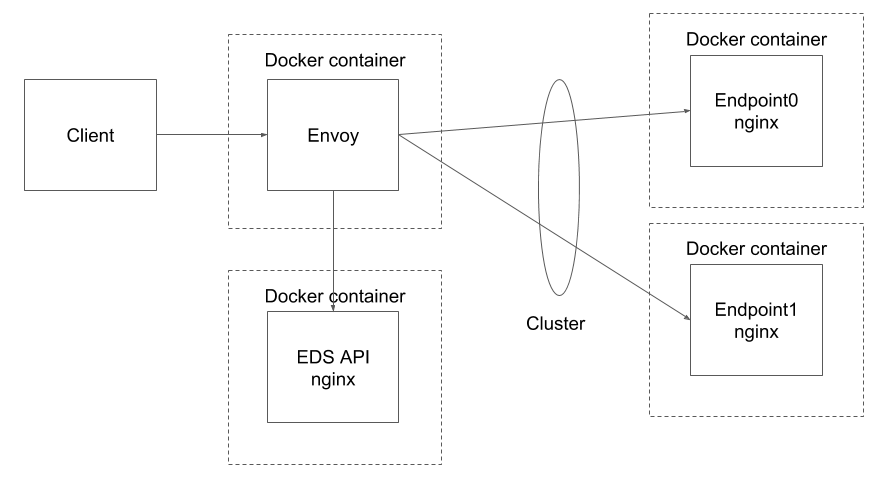 Docker container
Client
Envoy
Docker container
Endpoint0
nginx
Cluster
Docker container
EDS API
nginx
Docker container
Endpoint1
nginx